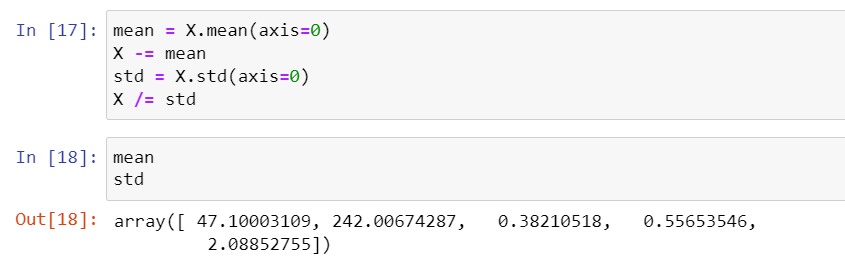 In [17]: mean = X.mean(axis=0)
X -= mean
std = X.std(axis=0)
X /= std
In [18]: mean
std
Out[18]: array([ 47.10003109, 242.00674287,   0.38210518,   0.55653546,
2.08852755])